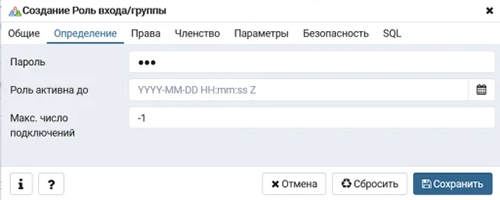 Создание Роль входа/группы
Общие Определение Права Членство Параметры Безопасность SQL
Пароль •••
Роль активна до YYYY-MM-DD HH:mm:ss Z
Макс. число
подключений -1
i ? Отмена Сбросить Сохранить